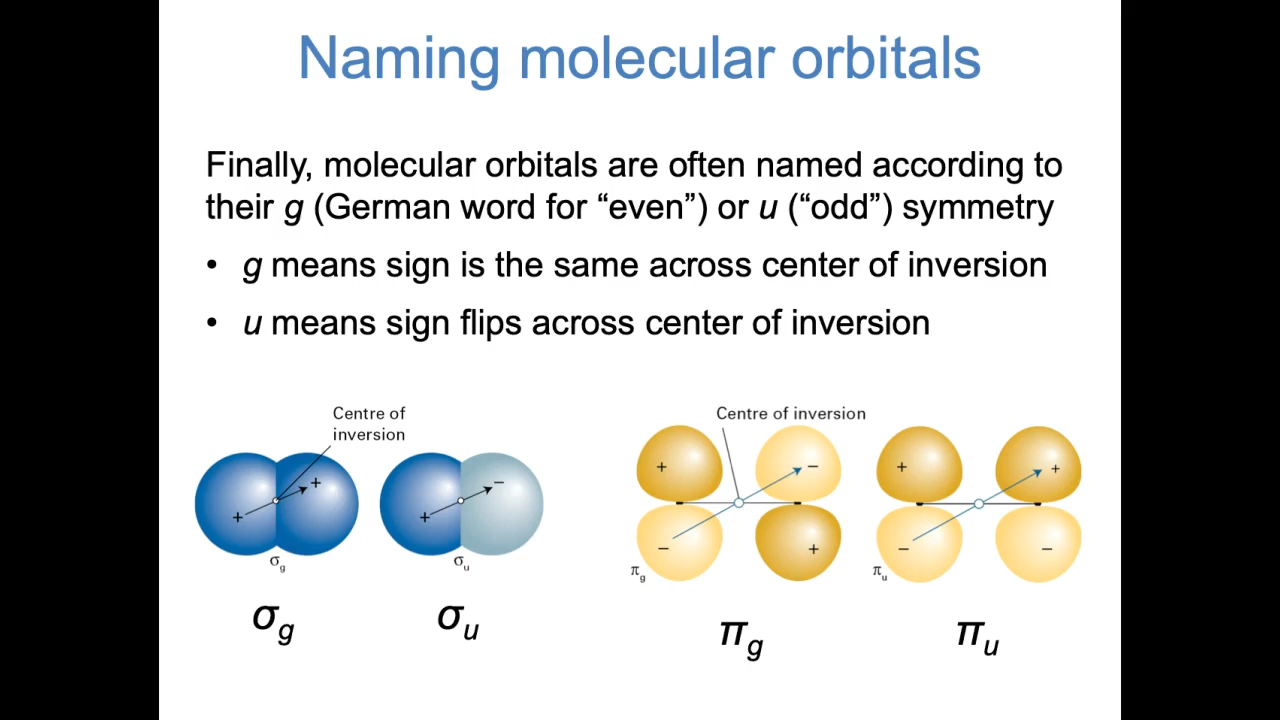 Naming molecular orbitals
Finally, molecular orbitals are often named according to
their g (German word for “even”) or u (“odd”) symmetry
• g means sign is the same across center of inversion
• u means sign flips across center of inversion
Centre of
inversion
+ +
σg
+ −
σu
Centre of inversion
+ −
− +
πg
+ +
− −
πu
σg σu πg πu